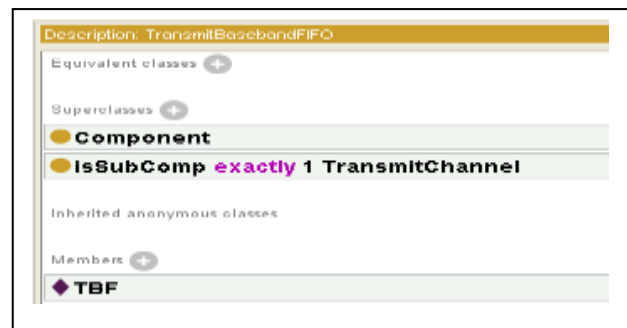 Description: TransmitBasebandFIFO
Equivalent classes
Superclasses
Component
isSubComp exactly 1 TransmitChannel
Inherited anonymous classes
Members
TBF